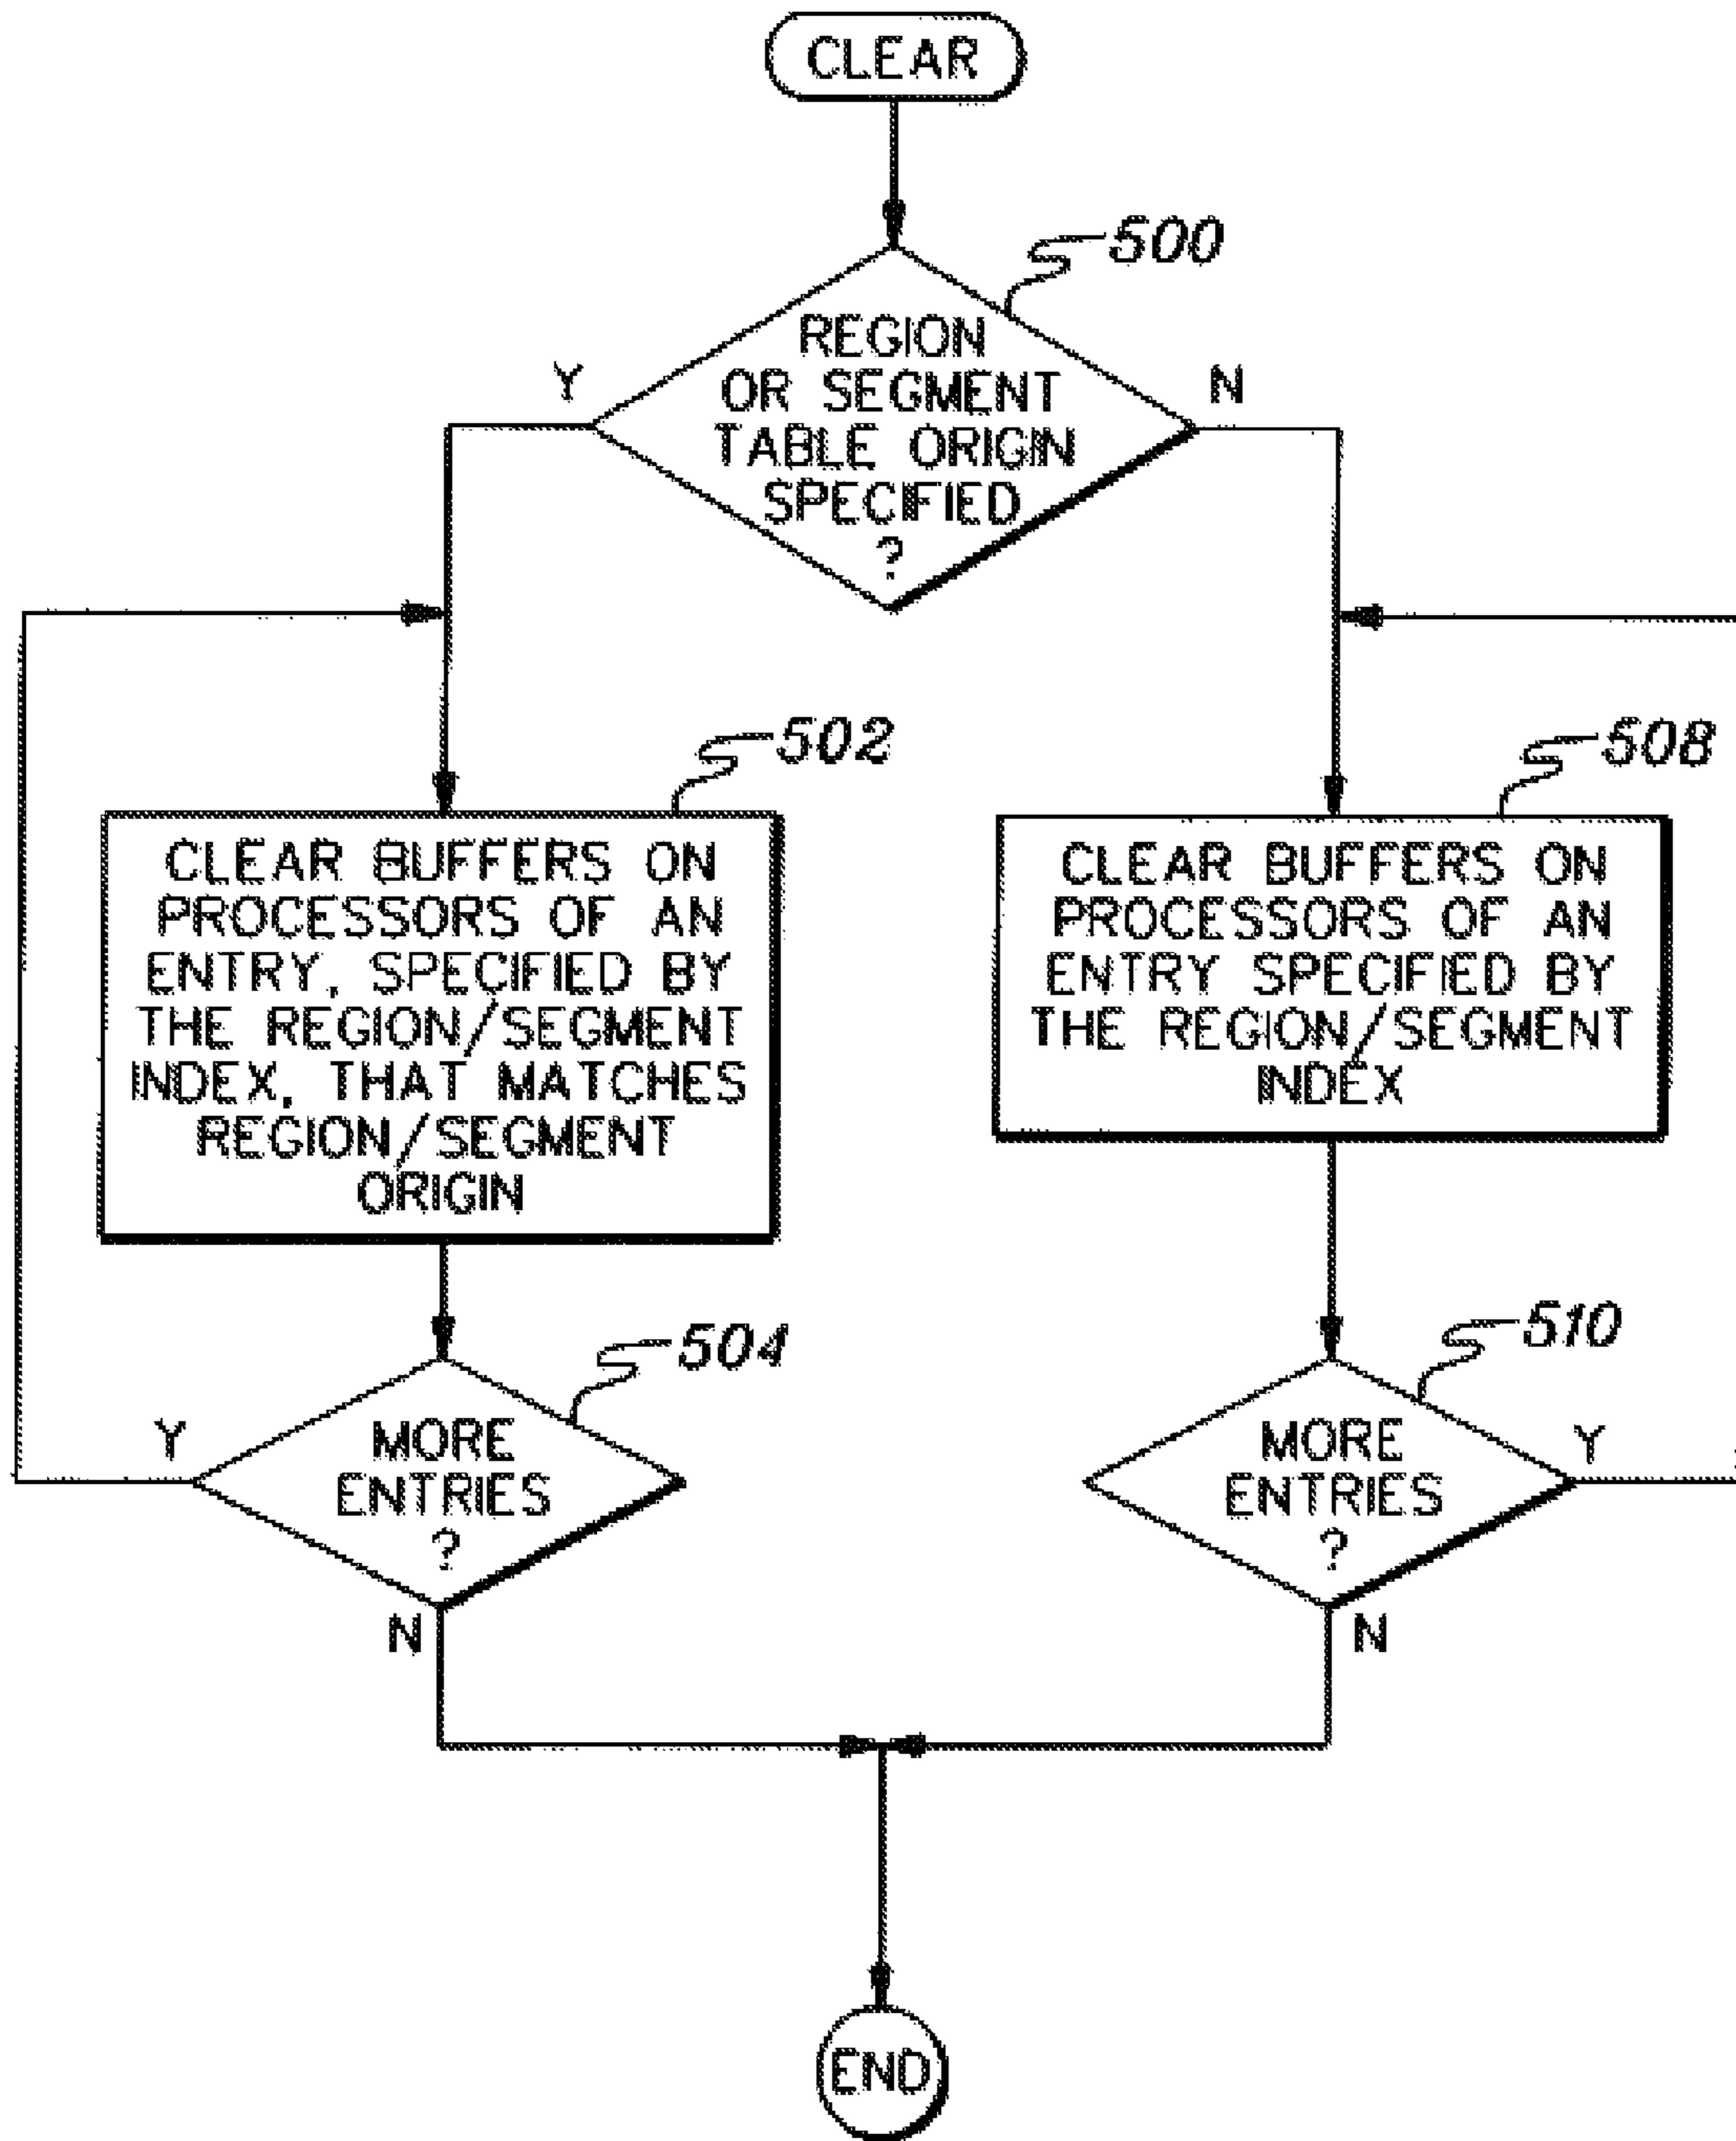 CLEAR
500
REGION
OR SEGMENT
TABLE ORIGIN
SPECIFIED
?
Y
N
502
508
CLEAR BUFFERS ON
PROCESSORS OF AN
ENTRY, SPECIFIED BY
THE REGION/SEGMENT
INDEX, THAT MATCHES
REGION/SEGMENT
ORIGIN
CLEAR BUFFERS ON
PROCESSORS OF AN
ENTRY SPECIFIED BY
THE REGION/SEGMENT
INDEX
504
510
Y
MORE
ENTRIES
?
N
MORE
ENTRIES
?
Y
N
END